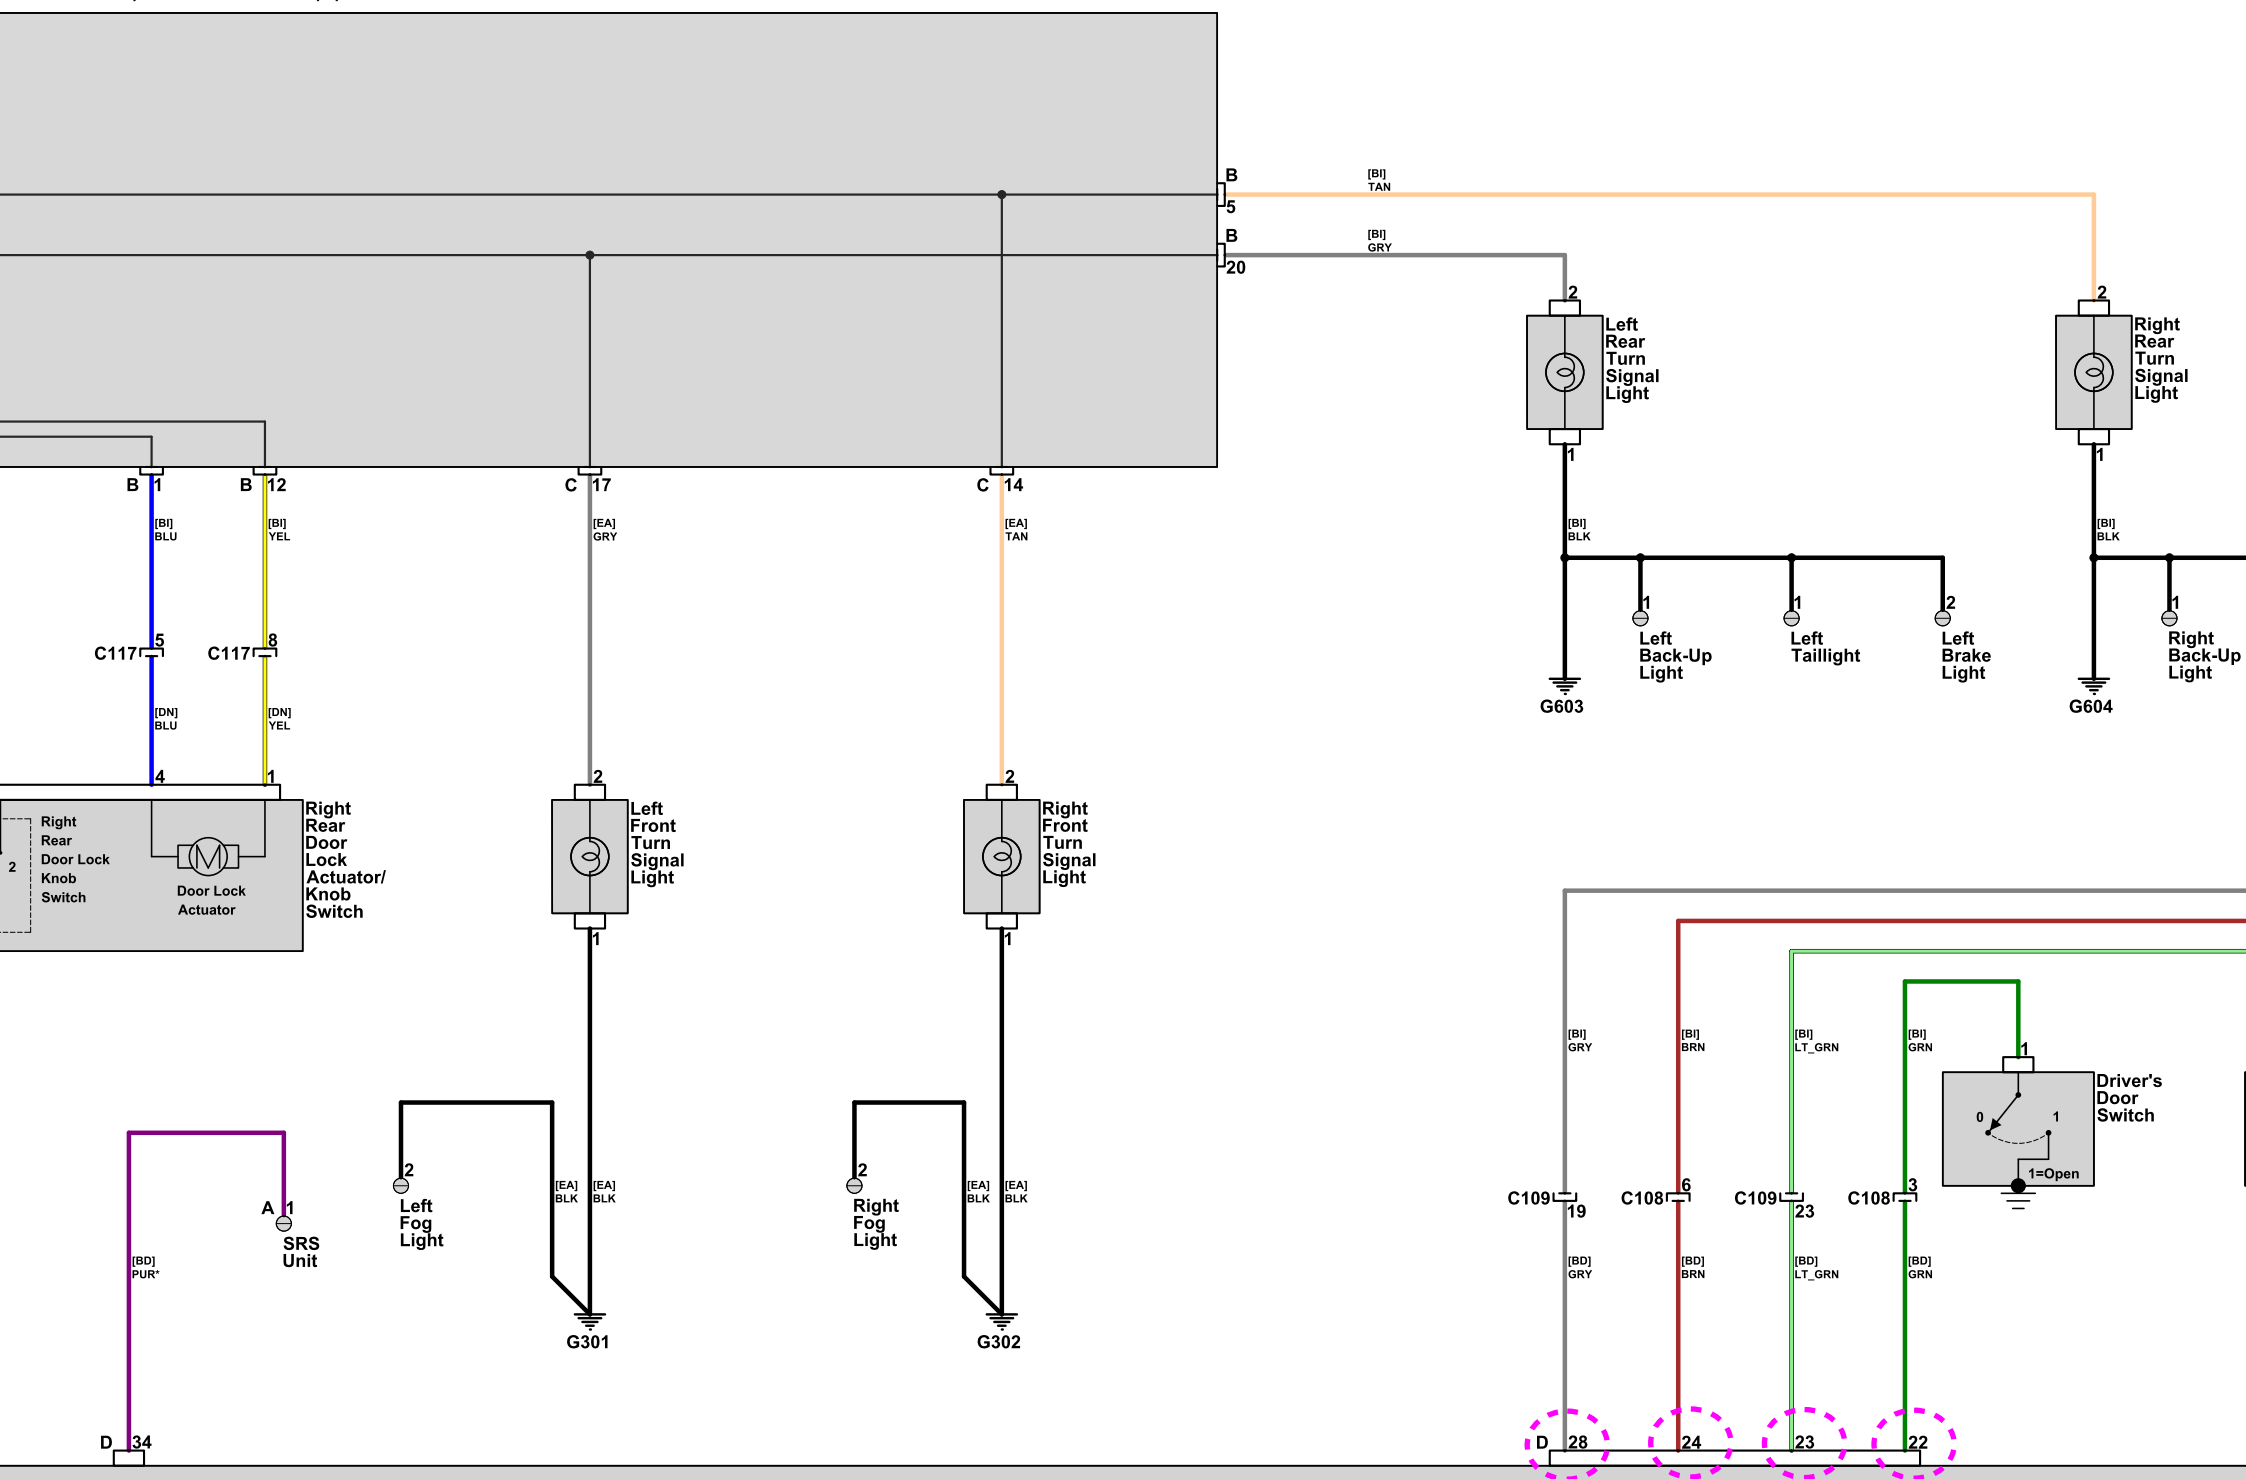 B
5
[BI]
TAN
B
20
[BI]
GRY
2
Left
Rear
Turn
Signal
Light
1
2
Right
Rear
Turn
Signal
Light
1
B 1
B 12
C 17
C 14
[BI]
BLU
[BI]
YEL
[EA]
GRY
[EA]
TAN
[BI]
BLK
[BI]
BLK
1
Left
Back-Up
Light
1
Left
Taillight
2
Left
Brake
Light
1
Right
Back-Up
Light
G603
G604
5
C117
8
C117
[DN]
BLU
[DN]
YEL
4
1
2
2
Right
Rear
Door Lock
Knob
Switch
2
Door Lock
Actuator
Right
Rear
Door
Lock
Actuator/
Knob
Switch
Left
Front
Turn
Signal
Light
1
Right
Front
Turn
Signal
Light
1
[BI]
GRY
[BI]
BRN
[BI]
LT_GRN
[BI]
GRN
1
Driver's
Door
Switch
0
1
1=Open
2
Left
Fog
Light
[EA]
BLK
[EA]
BLK
2
Right
Fog
Light
[EA]
BLK
[EA]
BLK
A 1
SRS
Unit
[BD]
PUR*
C109
19
C108
6
C109
23
C108
3
[BD]
GRY
[BD]
BRN
[BD]
LT_GRN
[BD]
GRN
G301
G302
D 34
D 28
24
23
22